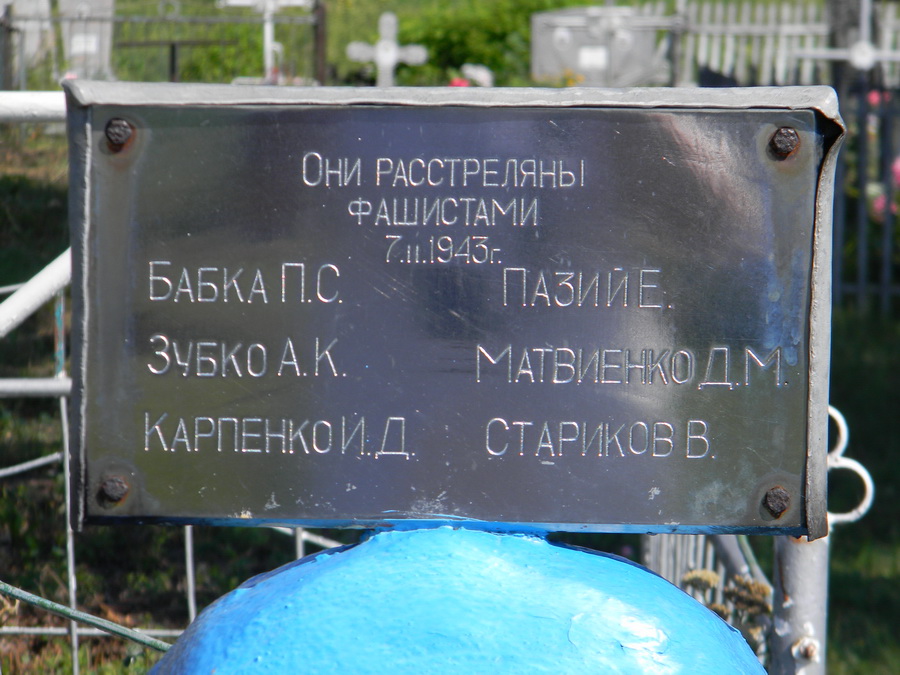 Они расстреляны
фашистами
7.11.1943г.
Бабка П.С. Пазий Е.
Зубко А.К. Матвиенко Д.М.
Карпенко И.Д. Стариков В.